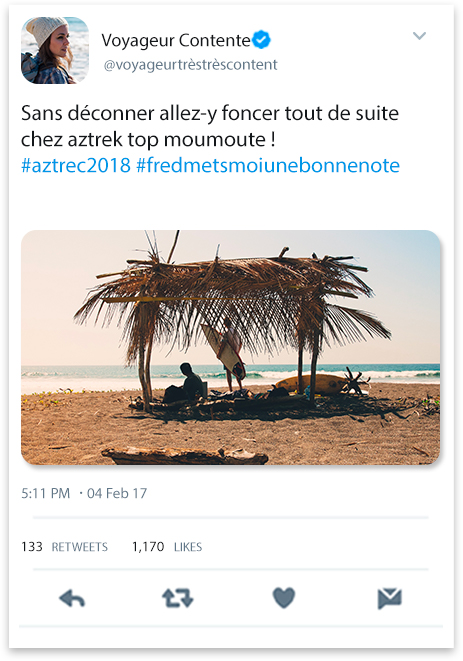 Voyageur Contente
@voyageurtrèstrèscontent
Sans déconner allez-y foncer tout de suite
chez aztrek top moumoute !
#aztrec2018 #fredmetsmoiunebonnenote
5:11 PM · 04 Feb 17
133 RETWEETS 1,170 LIKES